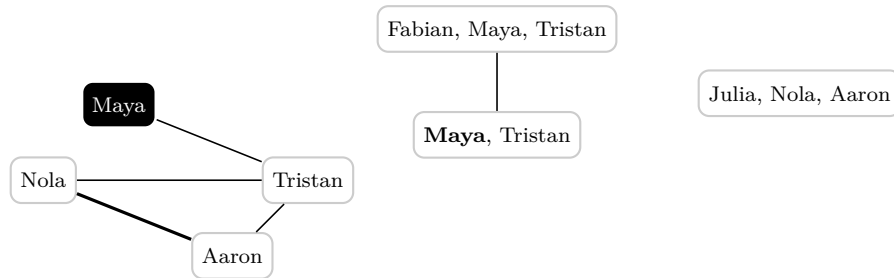 Fabian, Maya, Tristan
Julia, Nola, Aaron
Maya
Maya, Tristan
Nola
Tristan
Aaron